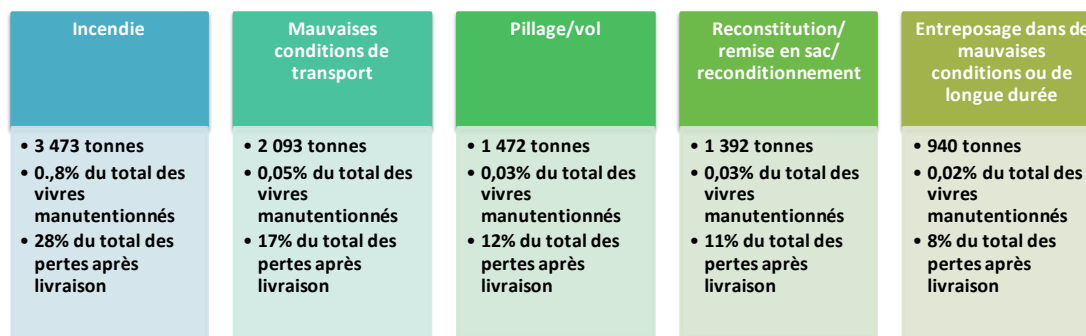 Incendie
• 3 473 tonnes
• 0.,8% du total des
vivres
manutentionnés
• 28% du total des
pertes après
livraison
Mauvaises
conditions de
transport
• 2 093 tonnes
• 0,05% du total des
vivres
manutentionnés
• 17% du total des
pertes après
livraison
Pillage/vol
• 1 472 tonnes
• 0,03% du total des
vivres
manutentionnés
• 12% du total des
pertes après
livraison
Reconstitution/
remise en sac/
reconditionnement
• 1 392 tonnes
• 0,03% du total des
vivres
manutentionnés
• 11% du total des
pertes après
livraison
Entreposage dans de
mauvaises
conditions ou de
longue durée
• 940 tonnes
• 0,02% du total des
vivres
manutentionnés
• 8% du total des
pertes après
livraison